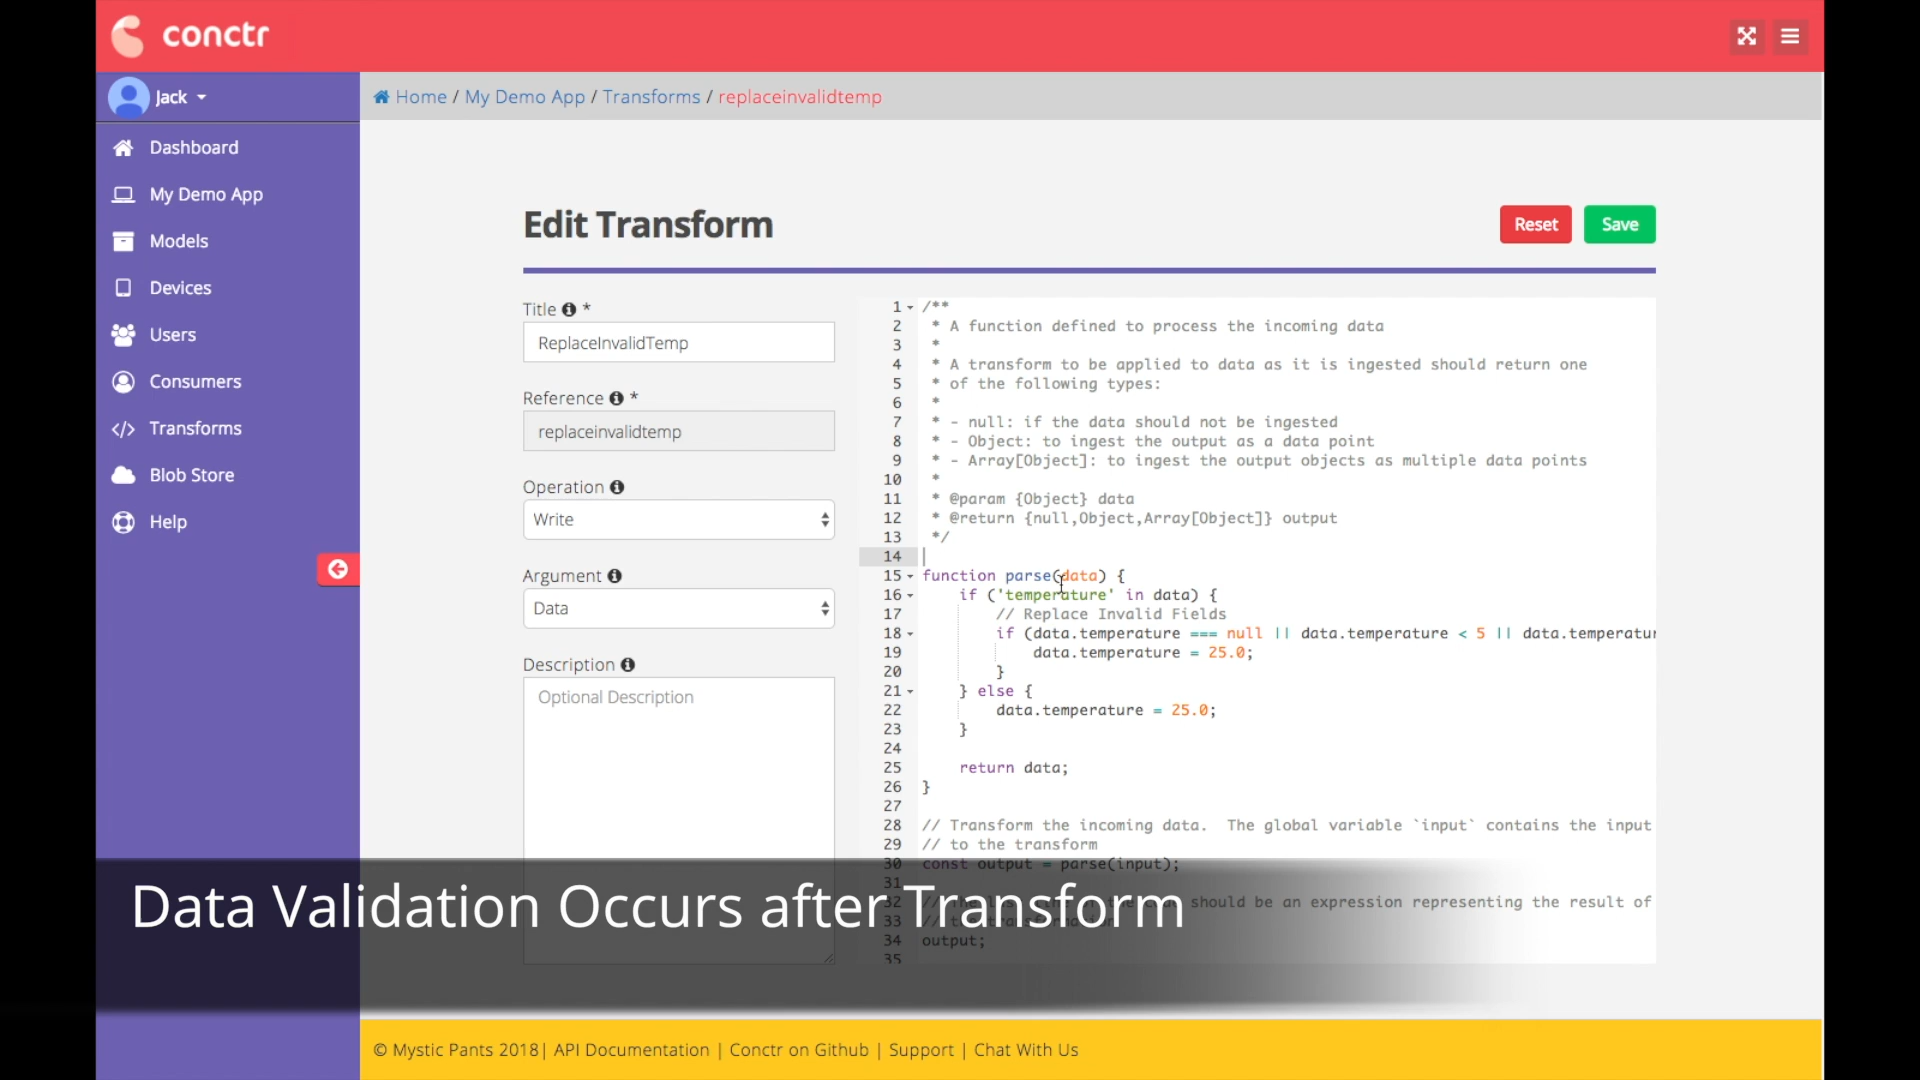 conctr
Jack
Home / My Demo App / Transforms / replaceinvalidtemp
Dashboard
My Demo App
Models
Devices
Users
Consumers
Transforms
Blob Store
Help
Edit Transform
Reset
Save
Title *
ReplaceInvalidTemp
Reference *
replaceinvalidtemp
Operation
Write
Argument
Data
Description
Optional Description
1 /**
2 * A function defined to process the incoming data
3 *
4 * A transform to be applied to data as it is ingested should return one
5 * of the following types:
6 *
7 * - null: if the data should not be ingested
8 * - Object: to ingest the output as a data point
9 * - Array[Object]: to ingest the output objects as multiple data points
10 *
11 * @param {Object} data
12 * @return {null,Object,Array[Object]} output
13 */
14
15 function parse(data) {
16 if ('temperature' in data) {
17 // Replace Invalid Fields
18 if (data.temperature === null || data.temperature < 5 || data.temperatur
19 data.temperature = 25.0;
20 }
21 } else {
22 data.temperature = 25.0;
23 }
24
25 return data;
26 }
27
28 // Transform the incoming data. The global variable `input` contains the input
29 // to the transform
30 const output = parse(input);
31
32 // should be an expression representing the result of
33 //
34 output;
35
Data Validation Occurs after Transform
© Mystic Pants 2018| API Documentation | Conctr on Github | Support | Chat With Us